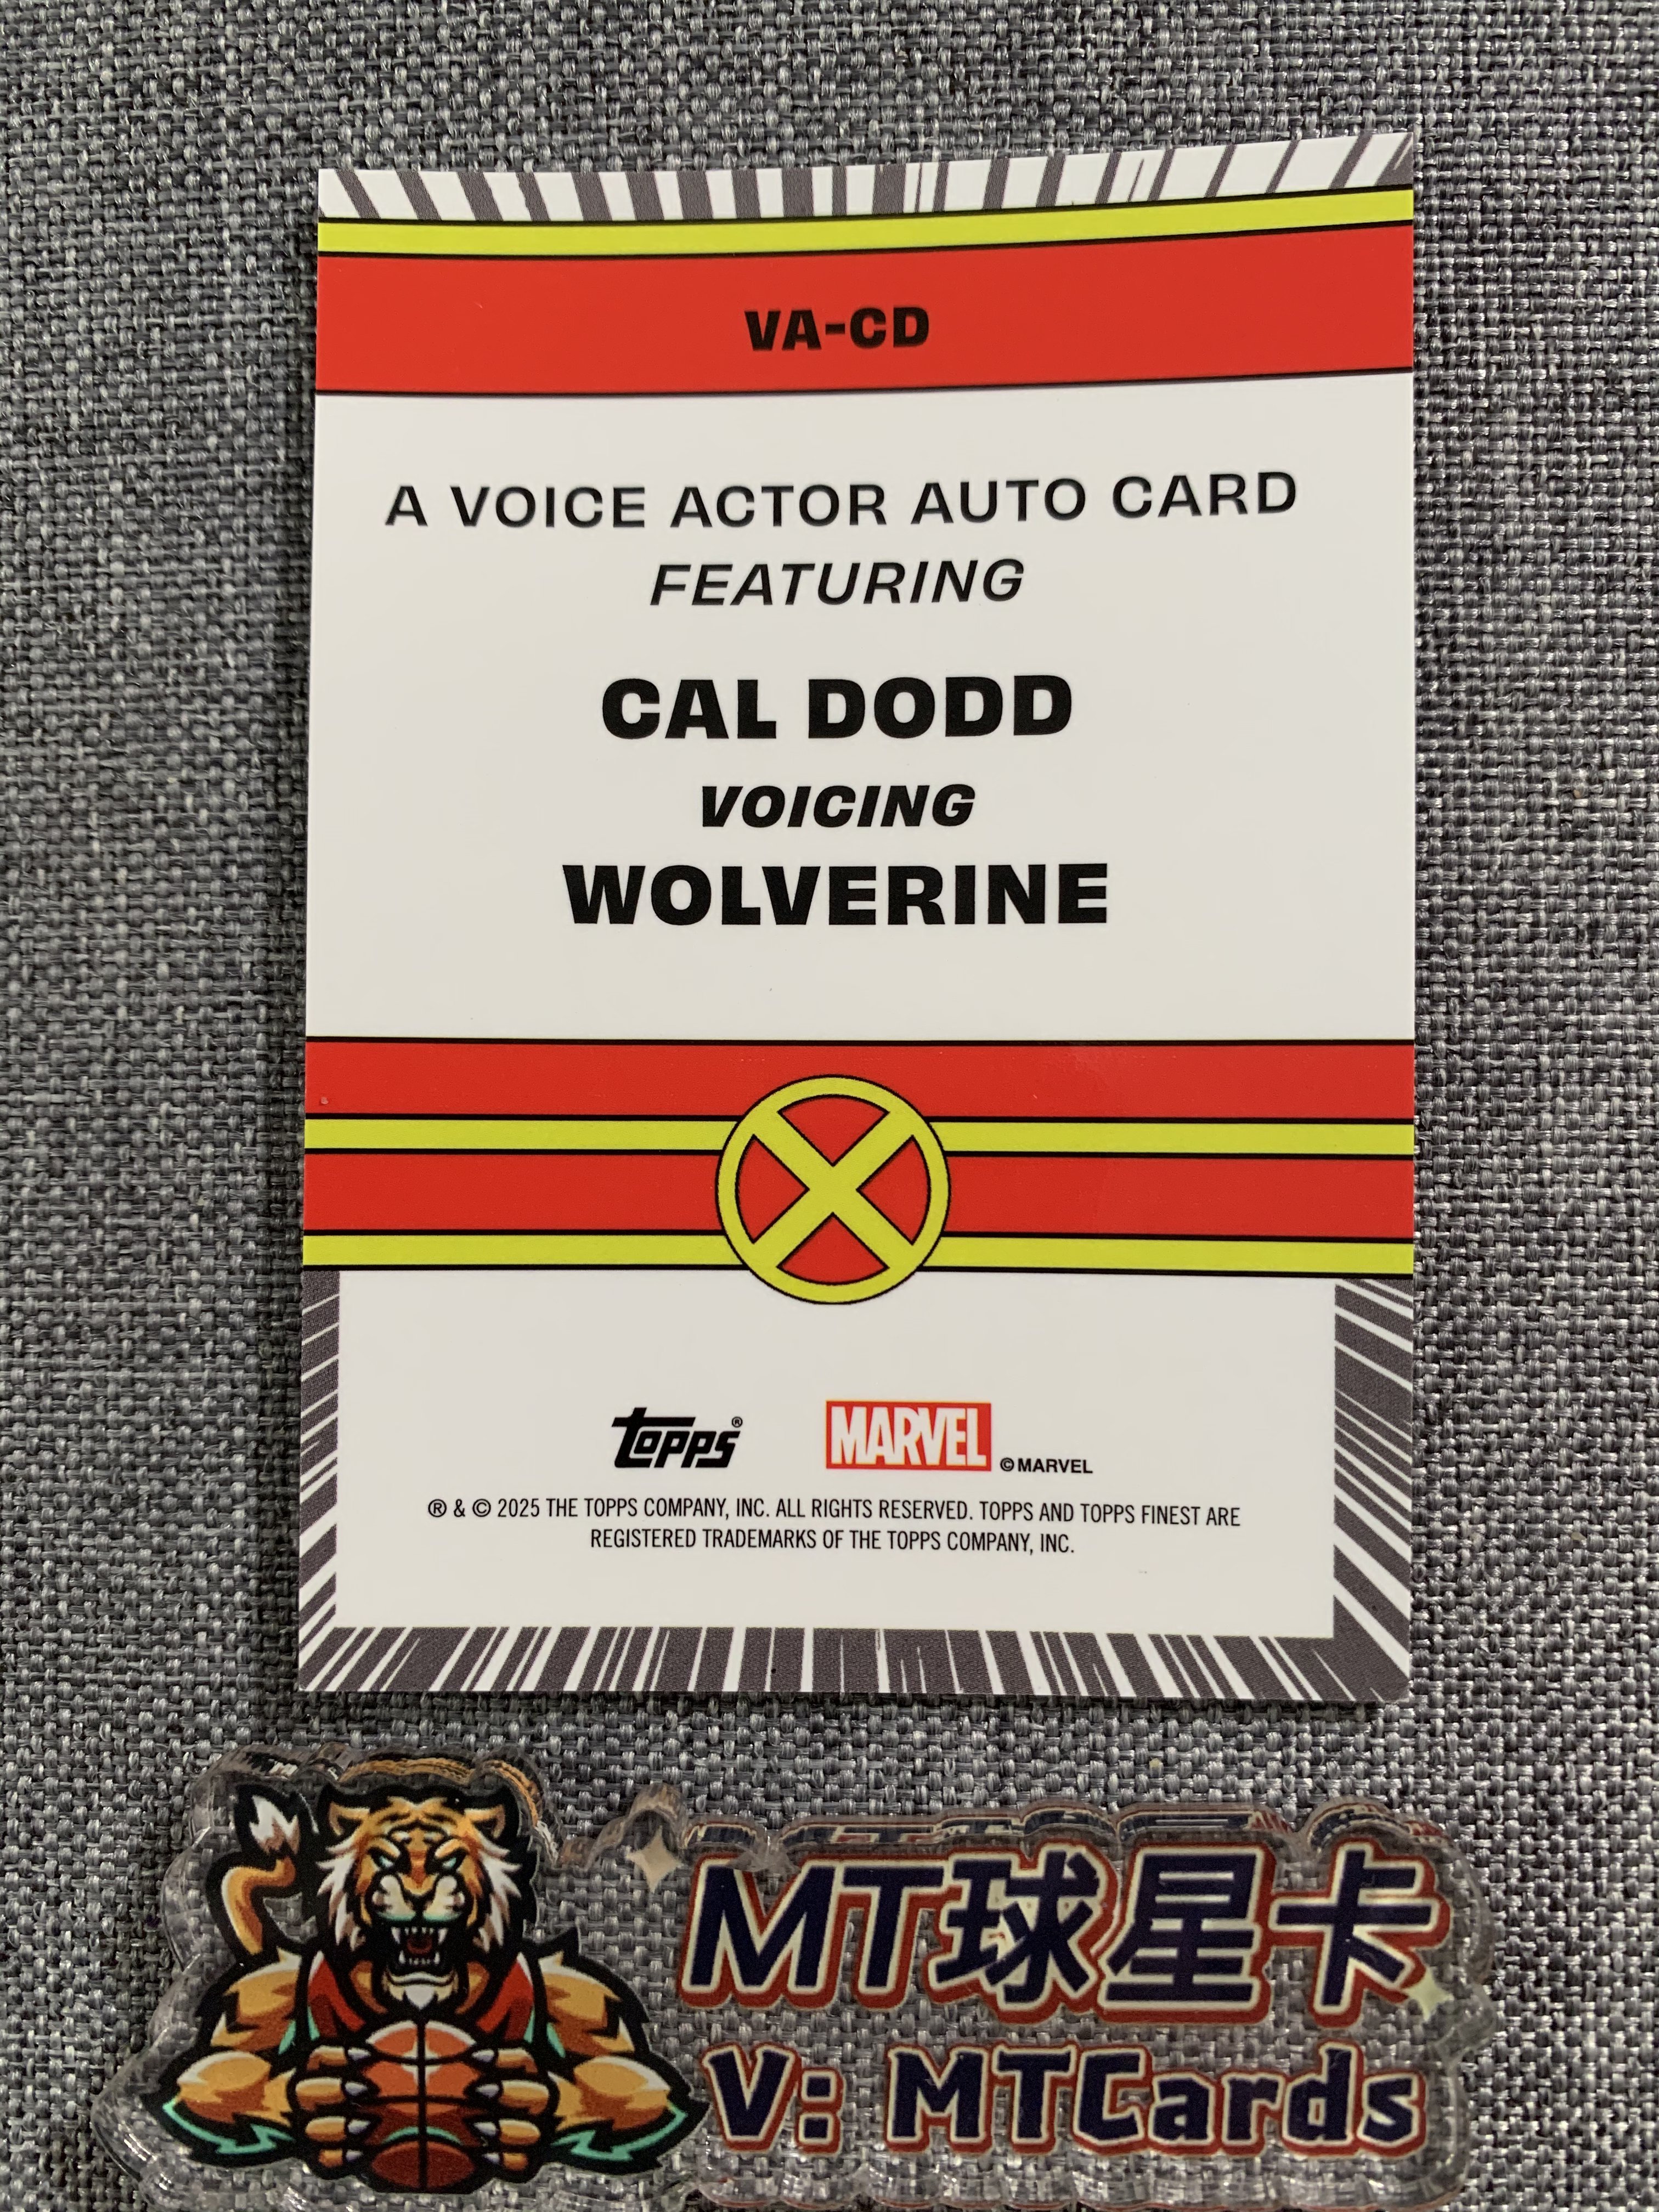 VA-CD
A VOICE ACTOR AUTO CARD
FEATURING
CAL DODD
VOICING
WOLVERINE
topps® MARVEL ©MARVEL
® & © 2025 THE TOPPS COMPANY, INC. ALL RIGHTS RESERVED. TOPPS AND TOPPS FINEST ARE
REGISTERED TRADEMARKS OF THE TOPPS COMPANY, INC.
MT球星卡
V: MTCards